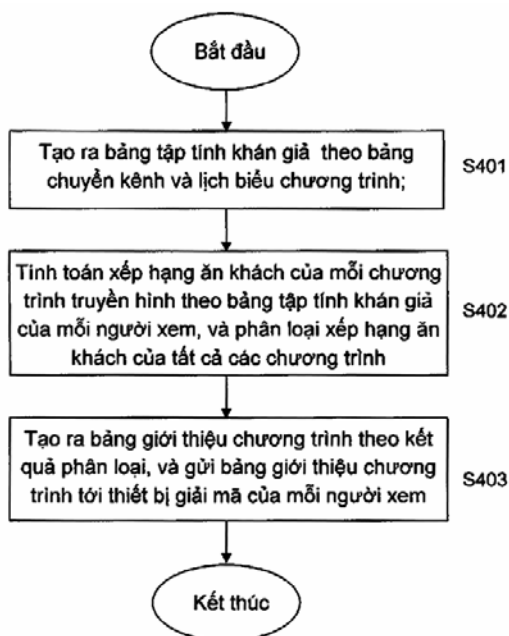 Bắt đầu
Tạo ra bảng tập tính khán giả theo bảng
chuyển kênh và lịch biểu chương trình;
S401
Tính toán xếp hạng ăn khách của mỗi chương
trình truyền hình theo bảng tập tính khán giả
của mỗi người xem, và phân loại xếp hạng ăn
khách của tất cả các chương trình
S402
Tạo ra bảng giới thiệu chương trình theo kết
quả phân loại, và gửi bảng giới thiệu chương
trình tới thiết bị giải mã của mỗi người xem
S403
Kết thúc